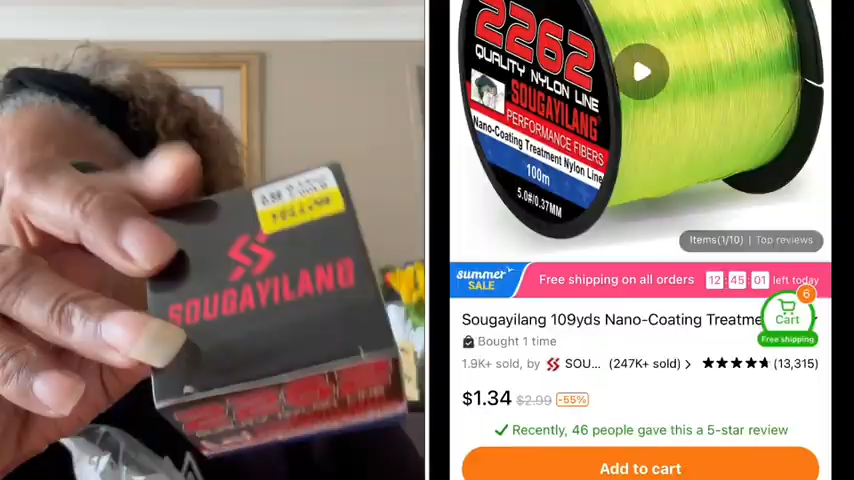 YELLOW
SOUGAYILANG
2262
2262
QUALITY NYLON LINE
SOUGAYILANG
PERFORMANCE FIBERS
Nano-Coating Treatment Nylon Line
100m
5.0#/0.37MM
Items(1/10) | Top reviews
summer
SALE
Free shipping on all orders 12:45:01 left today
6
Cart
Free shipping
Sougayilang 109yds Nano-Coating Treatme
Bought 1 time
1.9K+ sold, by SOU... (247K+ sold) > (13,315)
$1.34 $2.99 -55%
Recently, 46 people gave this a 5-star review
Add to cart